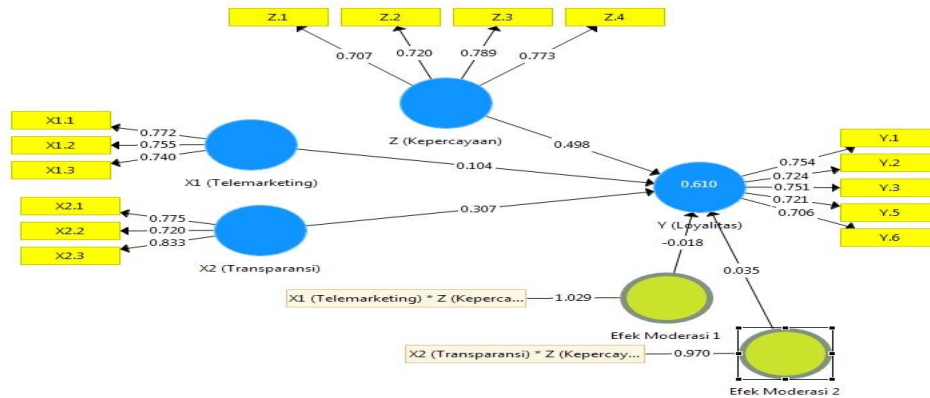 Z.1
Z.2
Z.3
Z.4
0.707
0.720
0.789
0.773
Z (Kepercayaan)
X1.1
X1.2
X1.3
0.772
0.755
0.740
X1 (Telemarketing)
0.498
0.104
X2.1
X2.2
X2.3
0.775
0.720
0.833
X2 (Transparansi)
0.307
0.610
Y (Loyalitas)
0.754
0.724
0.751
0.721
0.706
Y.1
Y.2
Y.3
Y.5
Y.6
-0.018
0.035
X1 (Telemarketing) * Z (Keperca...
1.029
Efek Moderasi 1
X2 (Transparansi) * Z (Kepercay...
0.970
Efek Moderasi 2